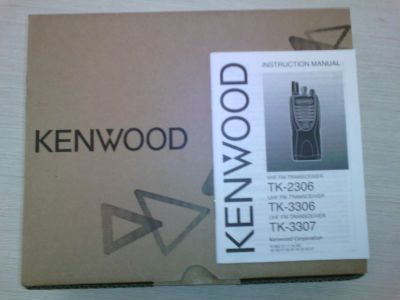 KENWOOD
KENWOOD
INSTRUCTION MANUAL
VHF FM TRANSCEIVER
TK-2306
UHF FM TRANSCEIVER
TK-3306
UHF FM TRANSCEIVER
TK-3307
Kenwood Corporation